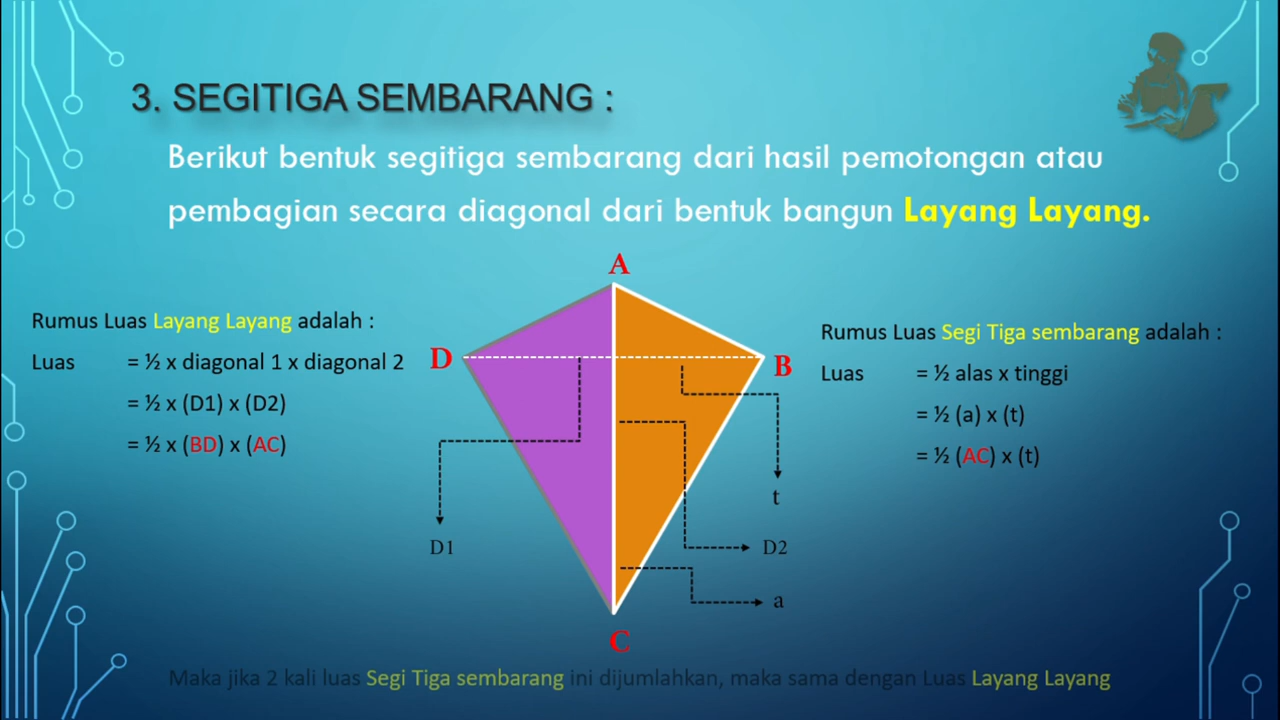 3. SEGITIGA SEMBARANG :
Berikut bentuk segitiga sembarang dari hasil pemotongan atau
pembagian secara diagonal dari bentuk bangun Layang Layang.
Rumus Luas Layang Layang adalah :
Luas = ½ x diagonal 1 x diagonal 2
= ½ x (D1) x (D2)
= ½ x (BD) x (AC)
A
D
B
C
D1
t
D2
a
Rumus Luas Segi Tiga sembarang adalah :
Luas = ½ alas x tinggi
= ½ (a) x (t)
= ½ (AC) x (t)
Maka jika 2 kali luas Segi Tiga sembarang ini dijumlahkan, maka sama dengan Luas Layang Layang